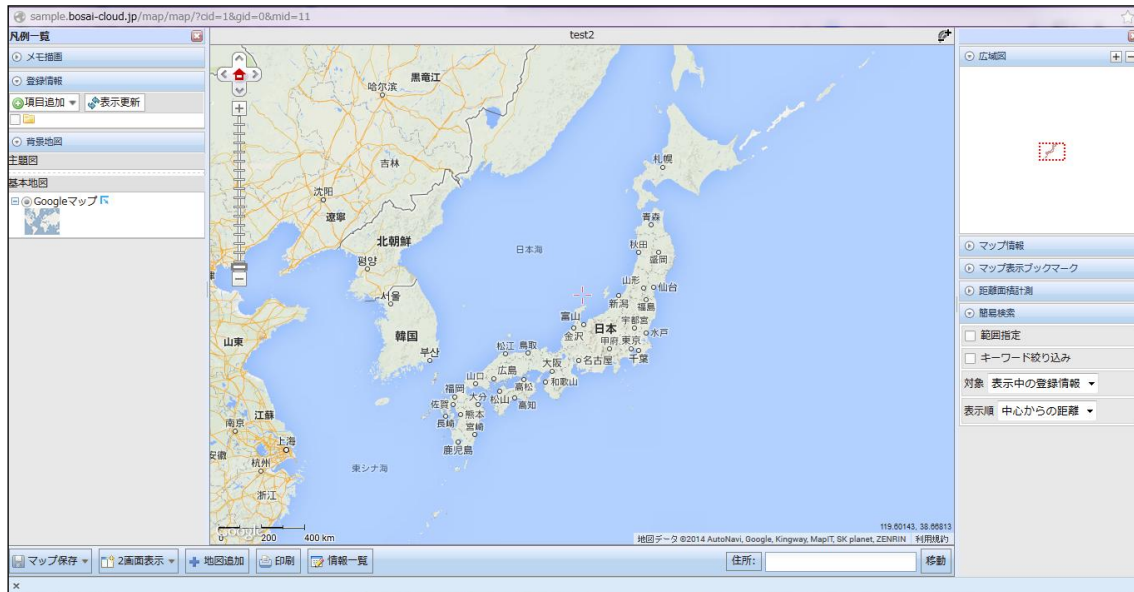 sample.bosai-cloud.jp/map/map/?cid=1&gid=0&mid=11
凡例一覧
test2
メモ描画
登録情報
項目追加
表示更新
背景地図
主題図
基本地図
Googleマップ
広域図
マップ情報
マップ表示ブックマーク
距離面積計測
簡易検索
範囲指定
キーワード絞り込み
対象 表示中の登録情報
表示順 中心からの距離
黒竜江
哈尔滨
吉林
沈阳
遼寧
北朝鮮
평양
서울
韓国
부산
山東
江蘇
南京
上海
安徽
杭州
浙江
東シナ海
日本海
札幌
青森
秋田
盛岡
山形
仙台
新潟
福島
富山
宇都宮
金沢
日本
水戸
甲府
東京
千葉
名古屋
松江
鳥取
大阪
和歌山
広島
山口
高松
福岡
大分
松山
高知
佐賀
熊本
長崎
宮崎
鹿児島
Google
0 200 400 km
119.60143, 38.66813
地図データ ©2014 AutoNavi, Google, Kingway, MapIT, SK planet, ZENRIN 利用規約
マップ保存
2画面表示
地図追加
印刷
情報一覧
住所:
移動